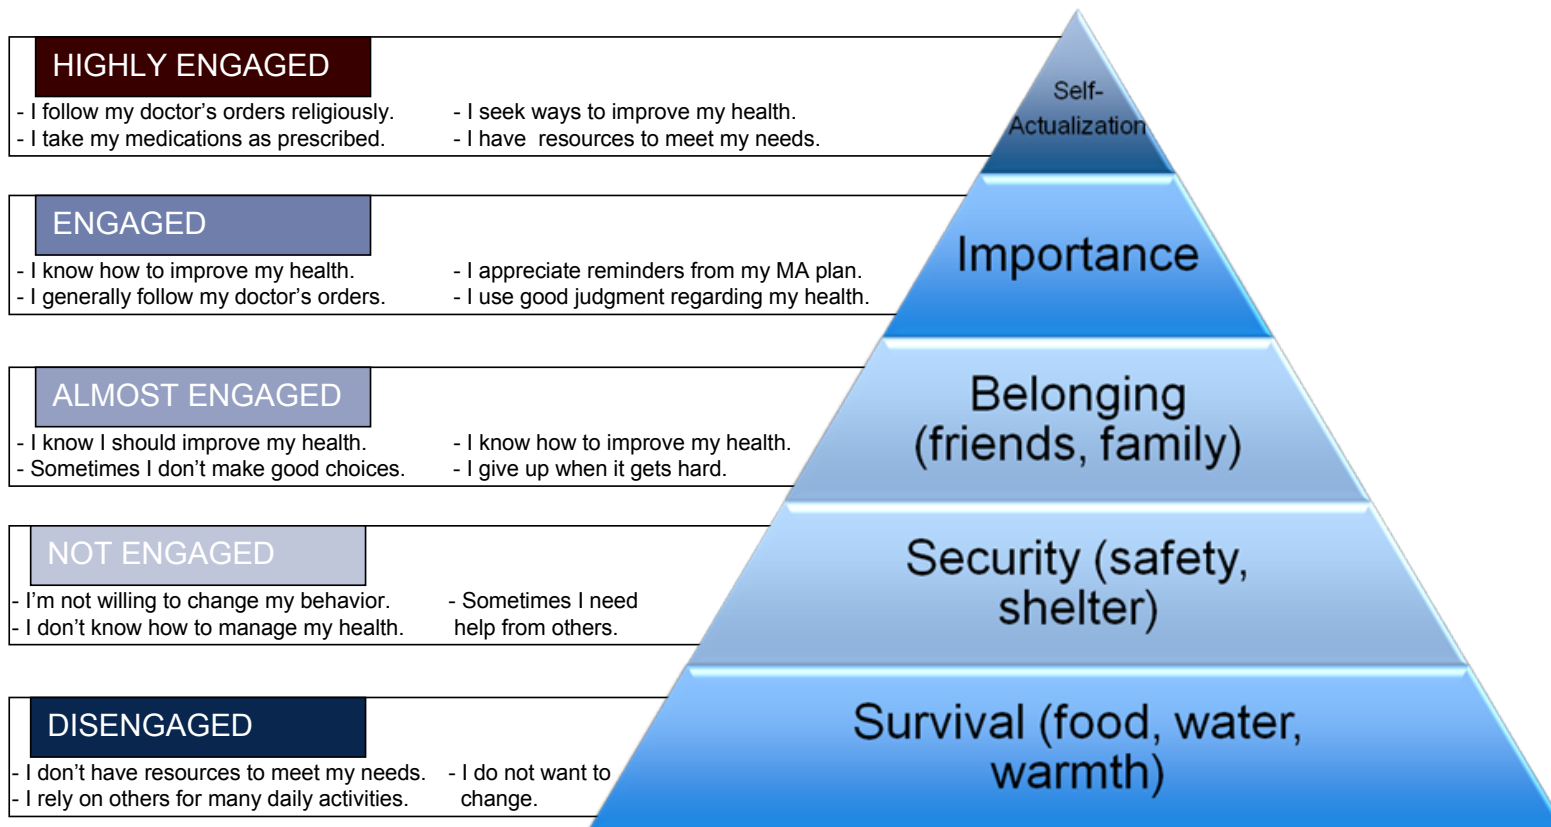 HIGHLY ENGAGED
- I follow my doctor’s orders religiously. - I seek ways to improve my health.
- I take my medications as prescribed. - I have resources to meet my needs.
Self-
Actualization
ENGAGED
- I know how to improve my health. - I appreciate reminders from my MA plan.
- I generally follow my doctor’s orders. - I use good judgment regarding my health.
Importance
ALMOST ENGAGED
- I know I should improve my health. - I know how to improve my health.
- Sometimes I don’t make good choices. - I give up when it gets hard.
Belonging
(friends, family)
NOT ENGAGED
- I’m not willing to change my behavior. - Sometimes I need
- I don’t know how to manage my health. help from others.
Security (safety,
shelter)
DISENGAGED
- I don’t have resources to meet my needs. - I do not want to
- I rely on others for many daily activities. change.
Survival (food, water,
warmth)